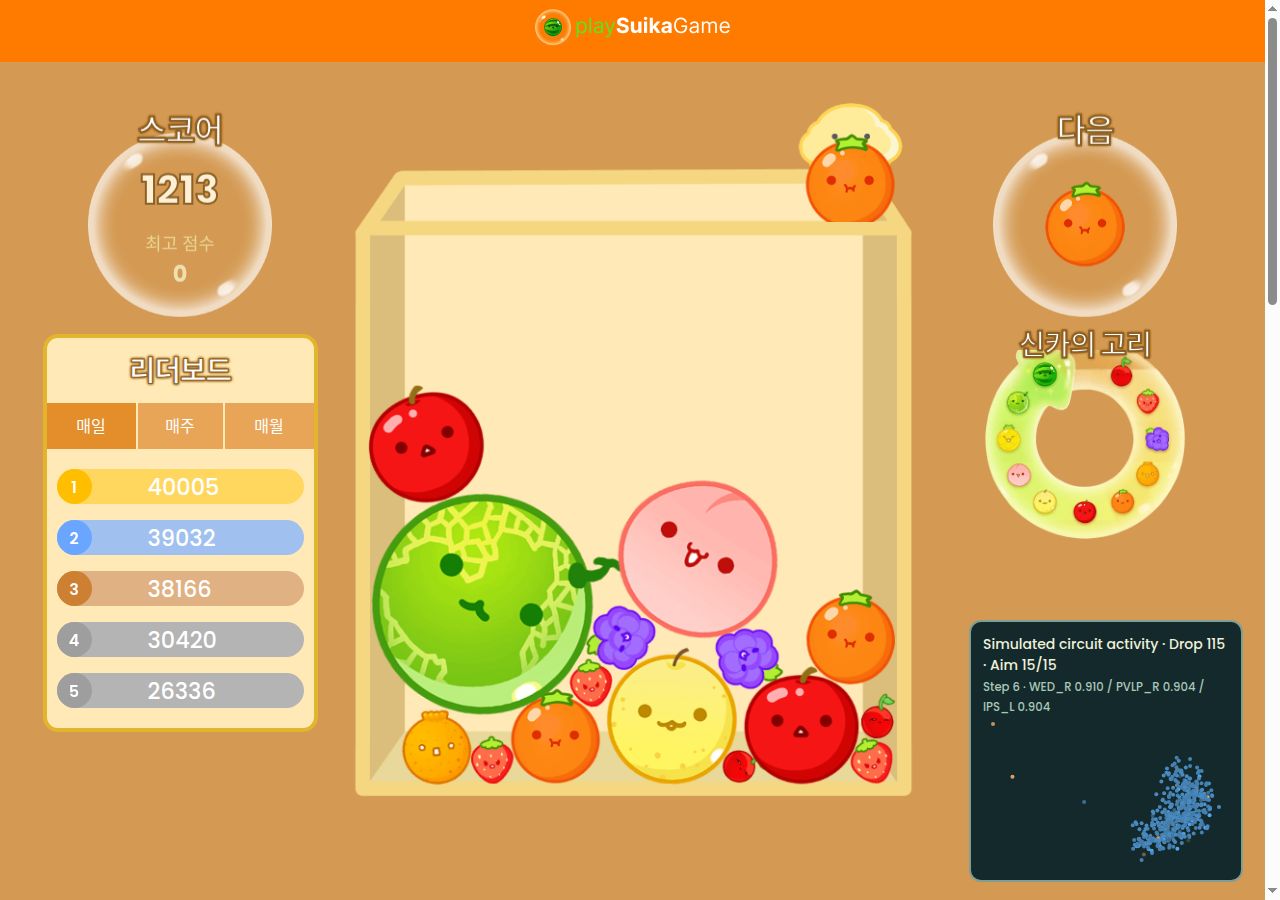 playSuikaGame
스코어
1213
최고 점수
0
리더보드
매일
매주
매월
1
40005
2
39032
3
38166
4
30420
5
26336
다음
신카의 고리
Simulated circuit activity · Drop 115
· Aim 15/15
Step 6 · WED_R 0.910 / PVLP_R 0.904 /
IPS_L 0.904